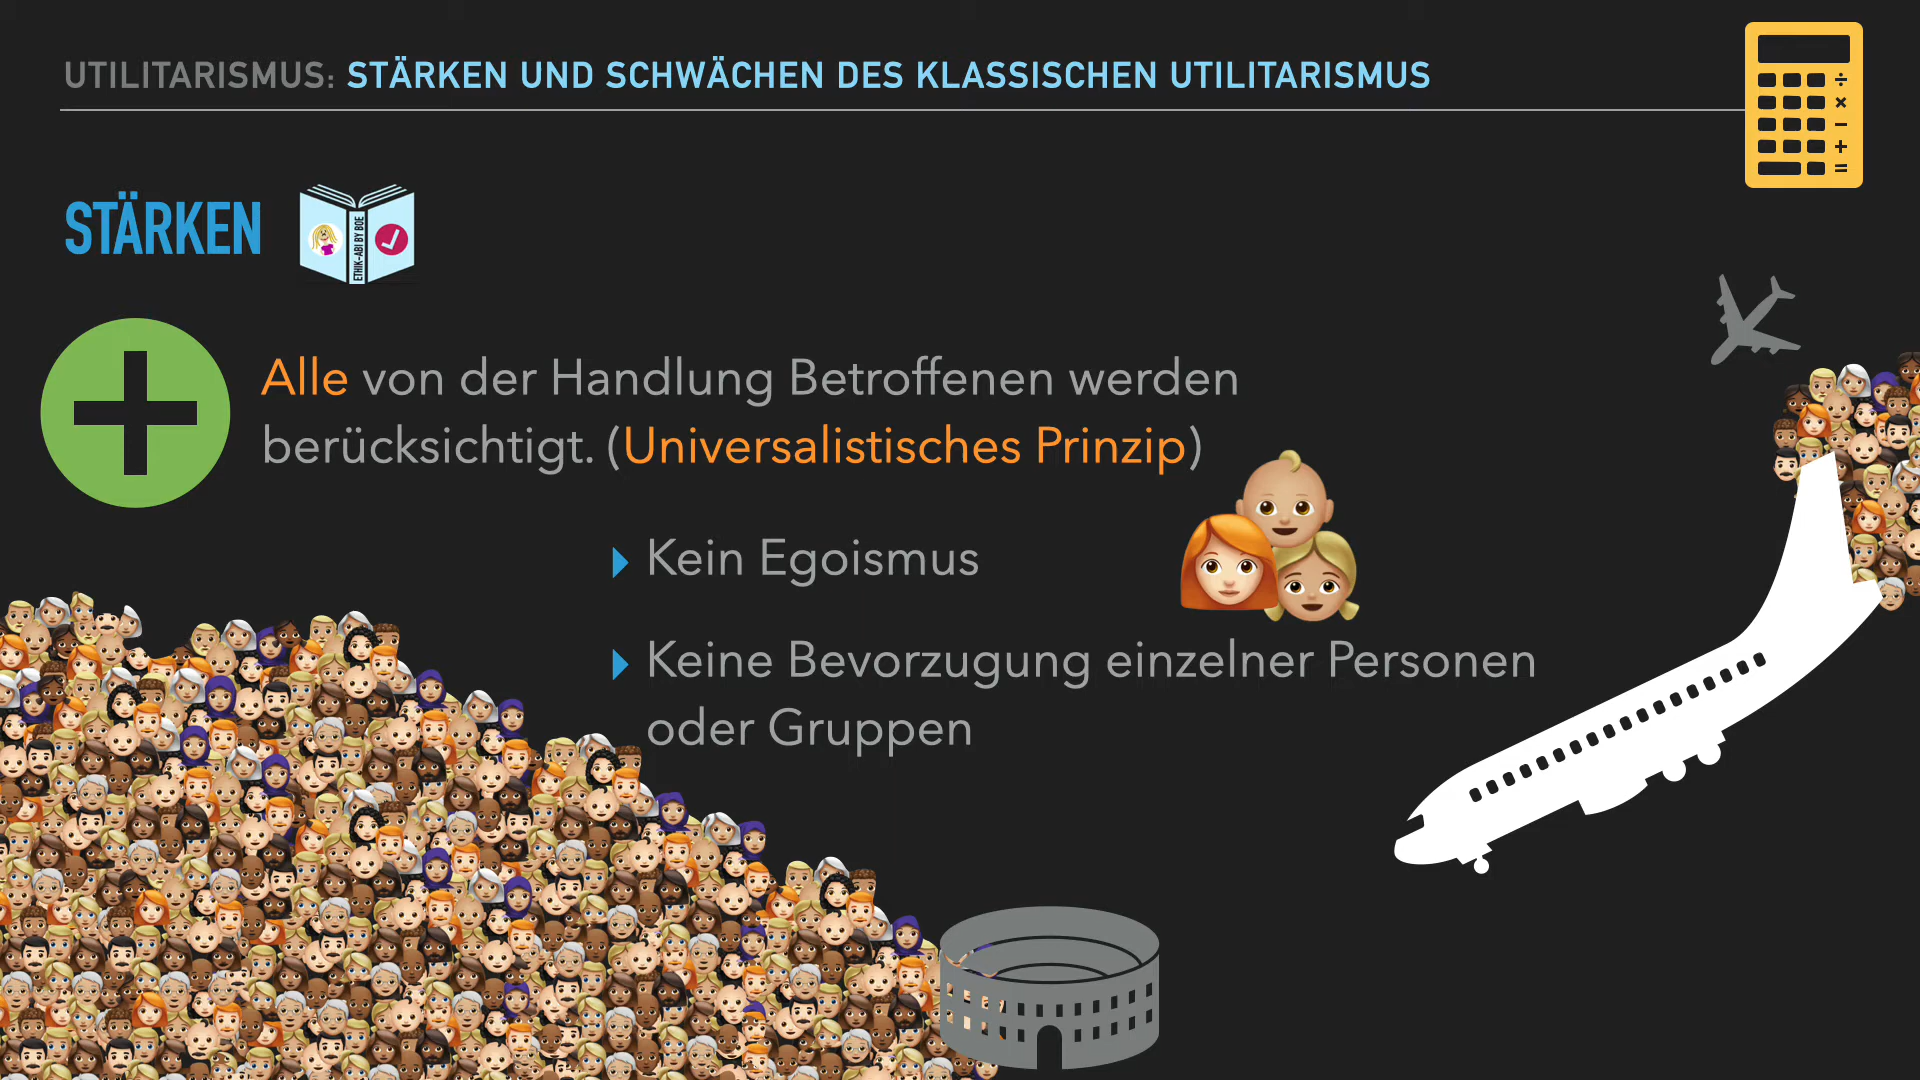 UTILITARISMUS: STÄRKEN UND SCHWÄCHEN DES KLASSISCHEN UTILITARISMUS
STÄRKEN
ETHIK-ABI BY BOE
Alle von der Handlung Betroffenen werden
berücksichtigt. (Universalistisches Prinzip)
Kein Egoismus
Keine Bevorzugung einzelner Personen
oder Gruppen